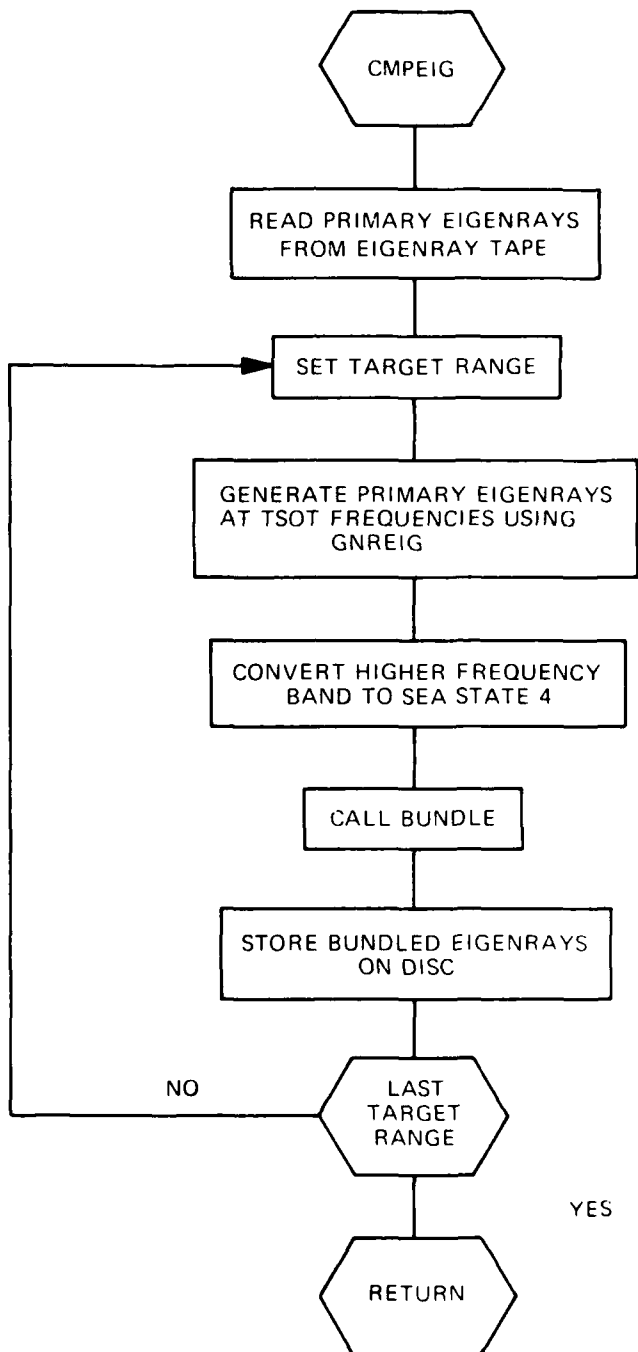 CMPEIG
READ PRIMARY EIGENRAYS
FROM EIGENRAY TAPE
SET TARGET RANGE
GENERATE PRIMARY EIGENRAYS
AT TSOT FREQUENCIES USING
GNREIG
CONVERT HIGHER FREQUENCY
BAND TO SEA STATE 4
CALL BUNDLE
STORE BUNDLED EIGENRAYS
ON DISC
NO
LAST
TARGET
RANGE
YES
RETURN